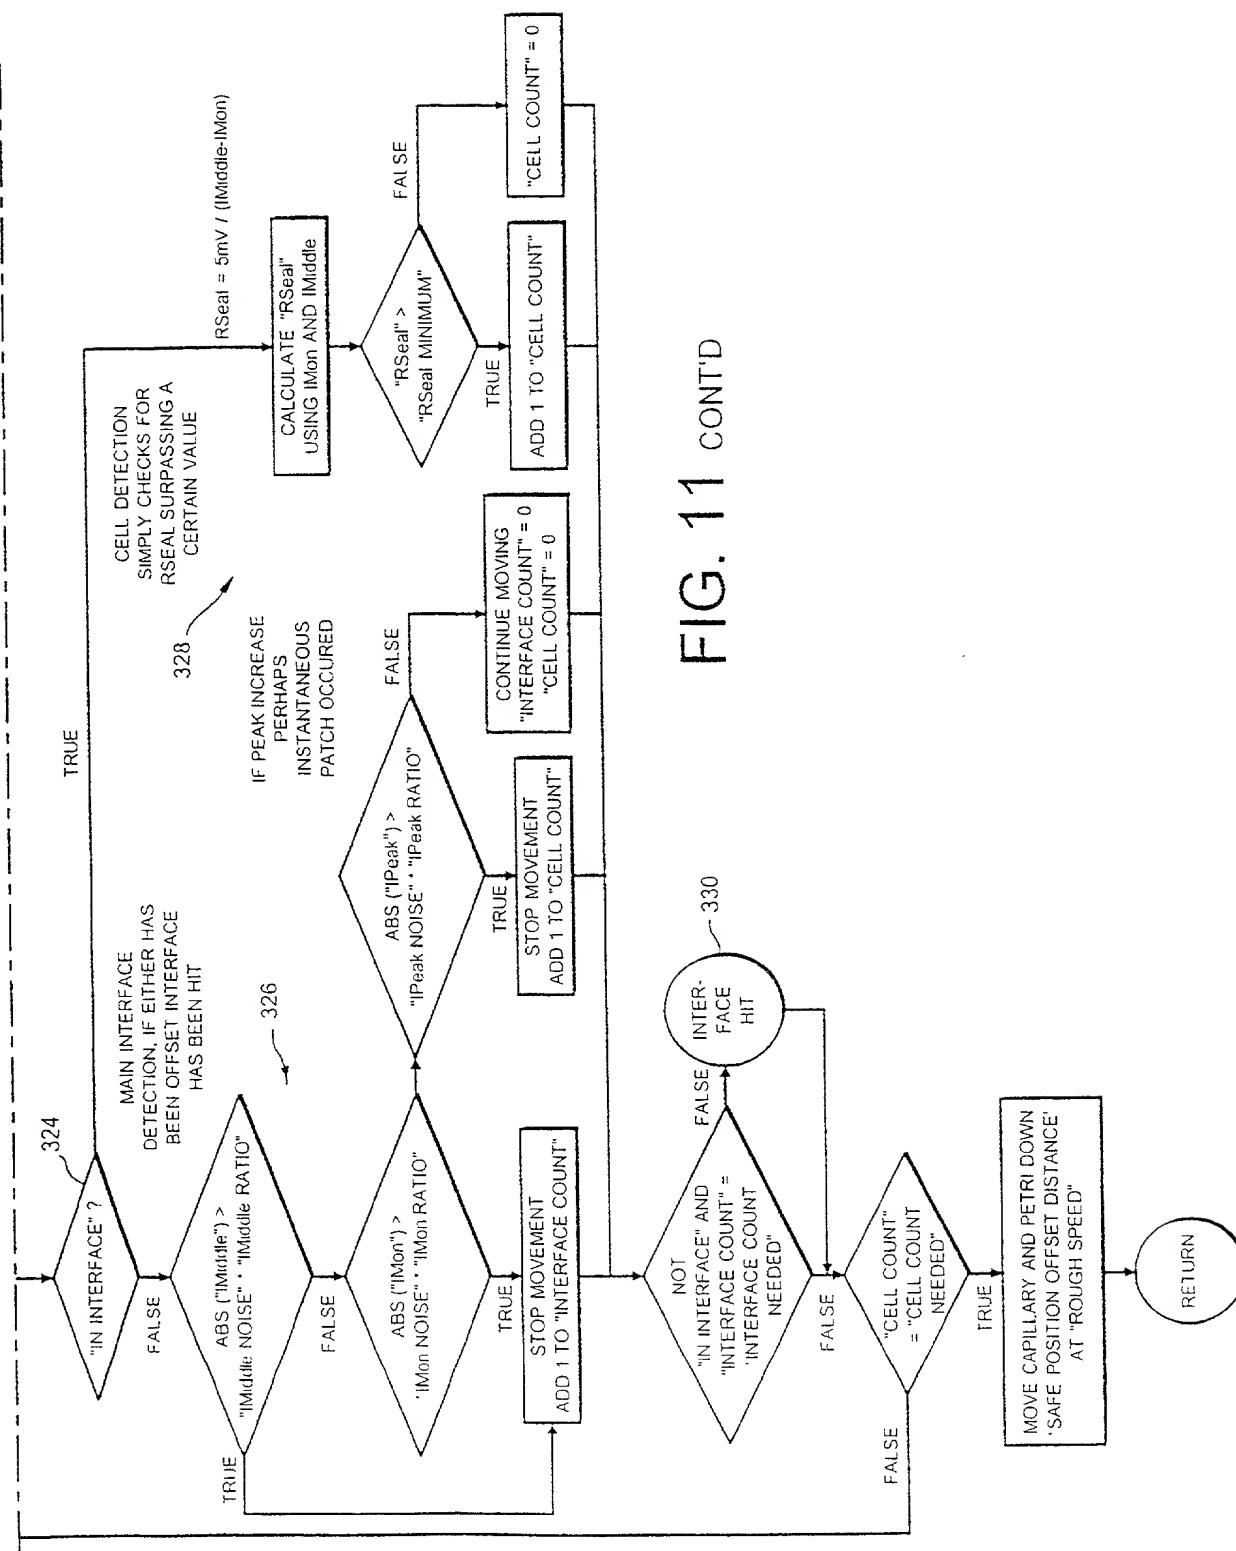 324
"IN INTERFACE" ?
TRUE
FALSE
MAIN INTERFACE
DETECTION, IF EITHER HAS
BEEN OFFSET INTERFACE
HAS BEEN HIT
326
ABS ("IMiddle") >
"IMiddle NOISE" * "IMiddle RATIO"
TRUE
FALSE
ABS ("IMon") >
'IMon NOISE" * "IMon RATIO"
TRUE
STOP MOVEMENT
ADD 1 TO "INTERFACE COUNT"
IF PEAK INCREASE
PERHAPS
INSTANTANEOUS
PATCH OCCURED
ABS ("IPeak") >
"IPeak NOISE" * "IPeak RATIO"
TRUE
FALSE
STOP MOVEMENT
ADD 1 TO "CELL COUNT"
CONTINUE MOVING
"INTERFACE COUNT" = 0
"CELL COUNT" = 0
328
CELL DETECTION
SIMPLY CHECKS FOR
RSEAL SURPASSING A
CERTAIN VALUE
RSeal = 5mV / (IMiddle-IMon)
CALCULATE "RSeal"
USING IMon AND IMiddle
"RSeal" >
"RSeal MINIMUM"
TRUE
FALSE
ADD 1 TO "CELL COUNT"
"CELL COUNT" = 0
NOT
"IN INTERFACE" AND
"INTERFACE COUNT" =
'INTERFACE COUNT
NEEDED"
FALSE
FALSE
330
INTER-
FACE
HIT
"CELL COUNT"
= "CELL COUNT
NEEDED"
FALSE
TRUE
MOVE CAPILLARY AND PETRI DOWN
'SAFE POSITION OFFSET DISTANCE'
AT "ROUGH SPEED"
RETURN
FIG. 11 CONT'D